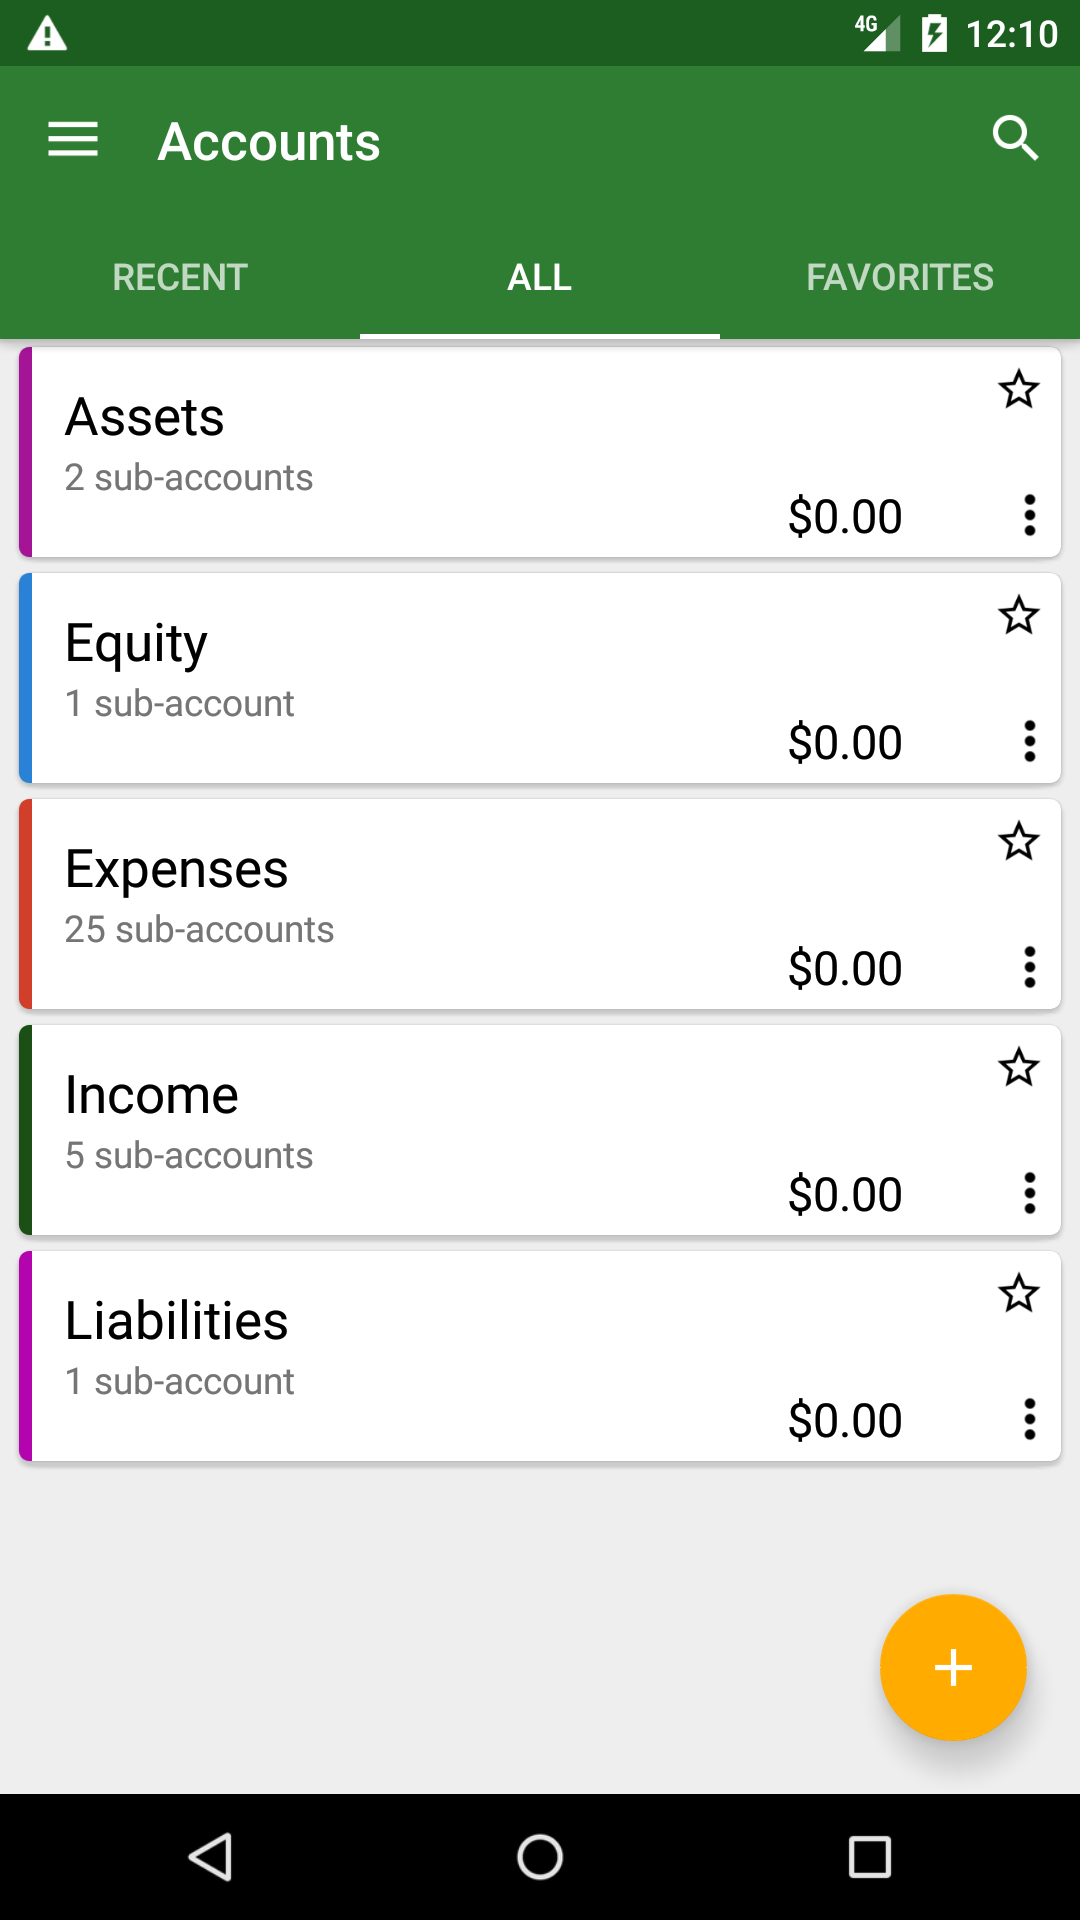 4G 12:10
Accounts
RECENT ALL FAVORITES
Assets
2 sub-accounts
$0.00
Equity
1 sub-account
$0.00
Expenses
25 sub-accounts
$0.00
Income
5 sub-accounts
$0.00
Liabilities
1 sub-account
$0.00